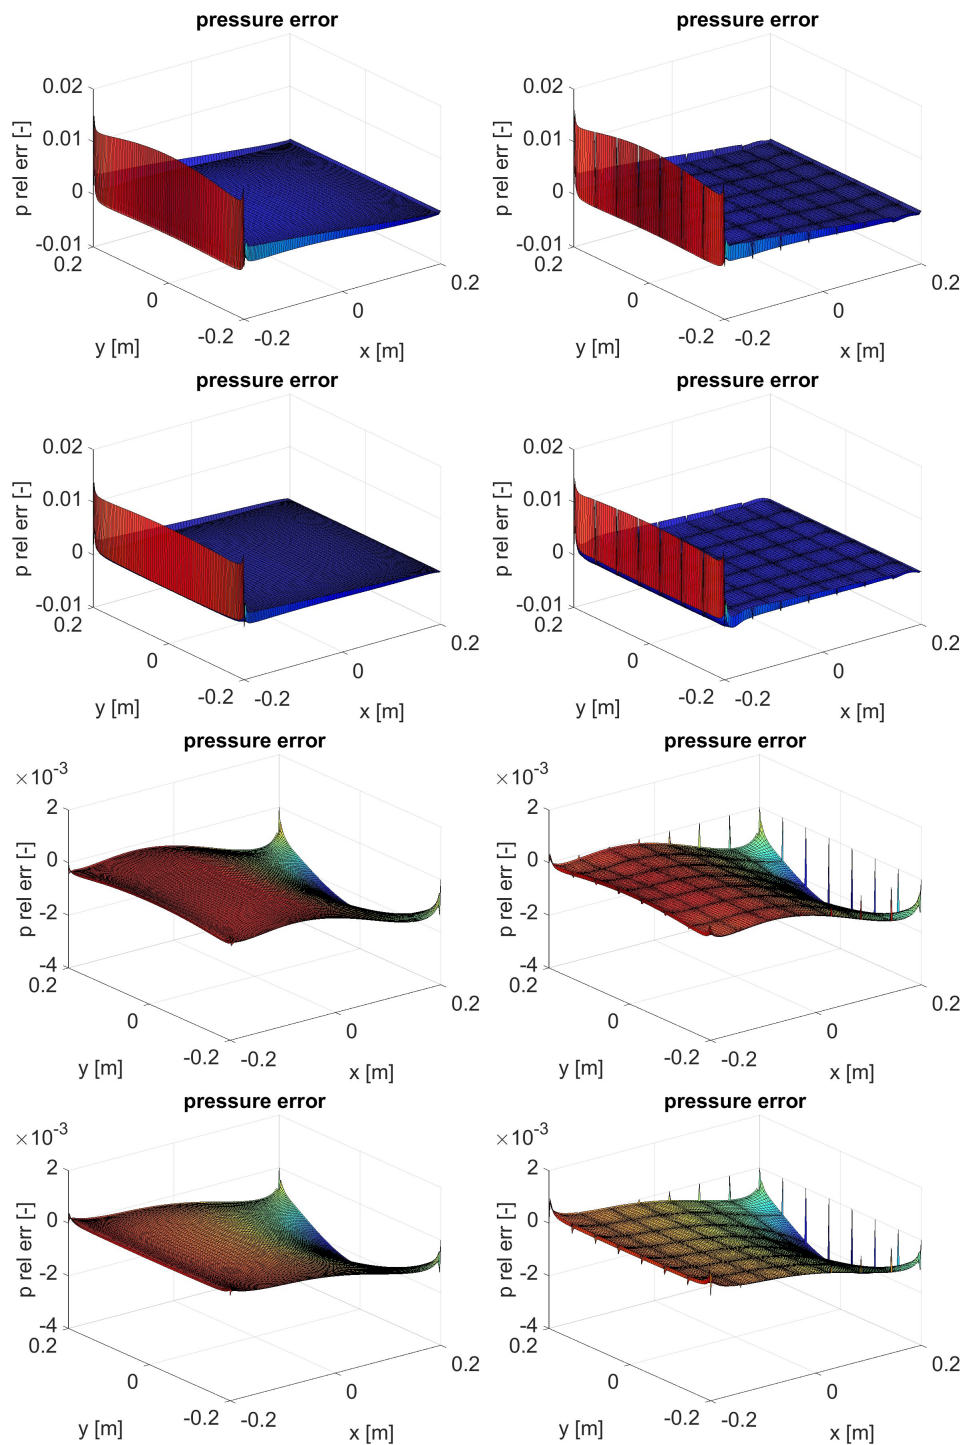 pressure error
pressure error
0.02
0.01
0
-0.01
p rel err [-]
0.2
0
-0.2
y [m]
-0.2
0
0.2
x [m]
0.02
0.01
0
-0.01
p rel err [-]
0.2
0
-0.2
y [m]
-0.2
0
0.2
x [m]
pressure error
pressure error
0.02
0.01
0
-0.01
p rel err [-]
0.2
0
-0.2
y [m]
-0.2
0
0.2
x [m]
0.02
0.01
0
-0.01
p rel err [-]
0.2
0
-0.2
y [m]
-0.2
0
0.2
x [m]
pressure error
pressure error
×10⁻³
2
0
-2
-4
p rel err [-]
0.2
0
-0.2
y [m]
-0.2
0
0.2
x [m]
×10⁻³
2
0
-2
-4
p rel err [-]
0.2
0
-0.2
y [m]
-0.2
0
0.2
x [m]
pressure error
pressure error
×10⁻³
2
0
-2
-4
p rel err [-]
0.2
0
-0.2
y [m]
-0.2
0
0.2
x [m]
×10⁻³
2
0
-2
-4
p rel err [-]
0.2
0
-0.2
y [m]
-0.2
0
0.2
x [m]